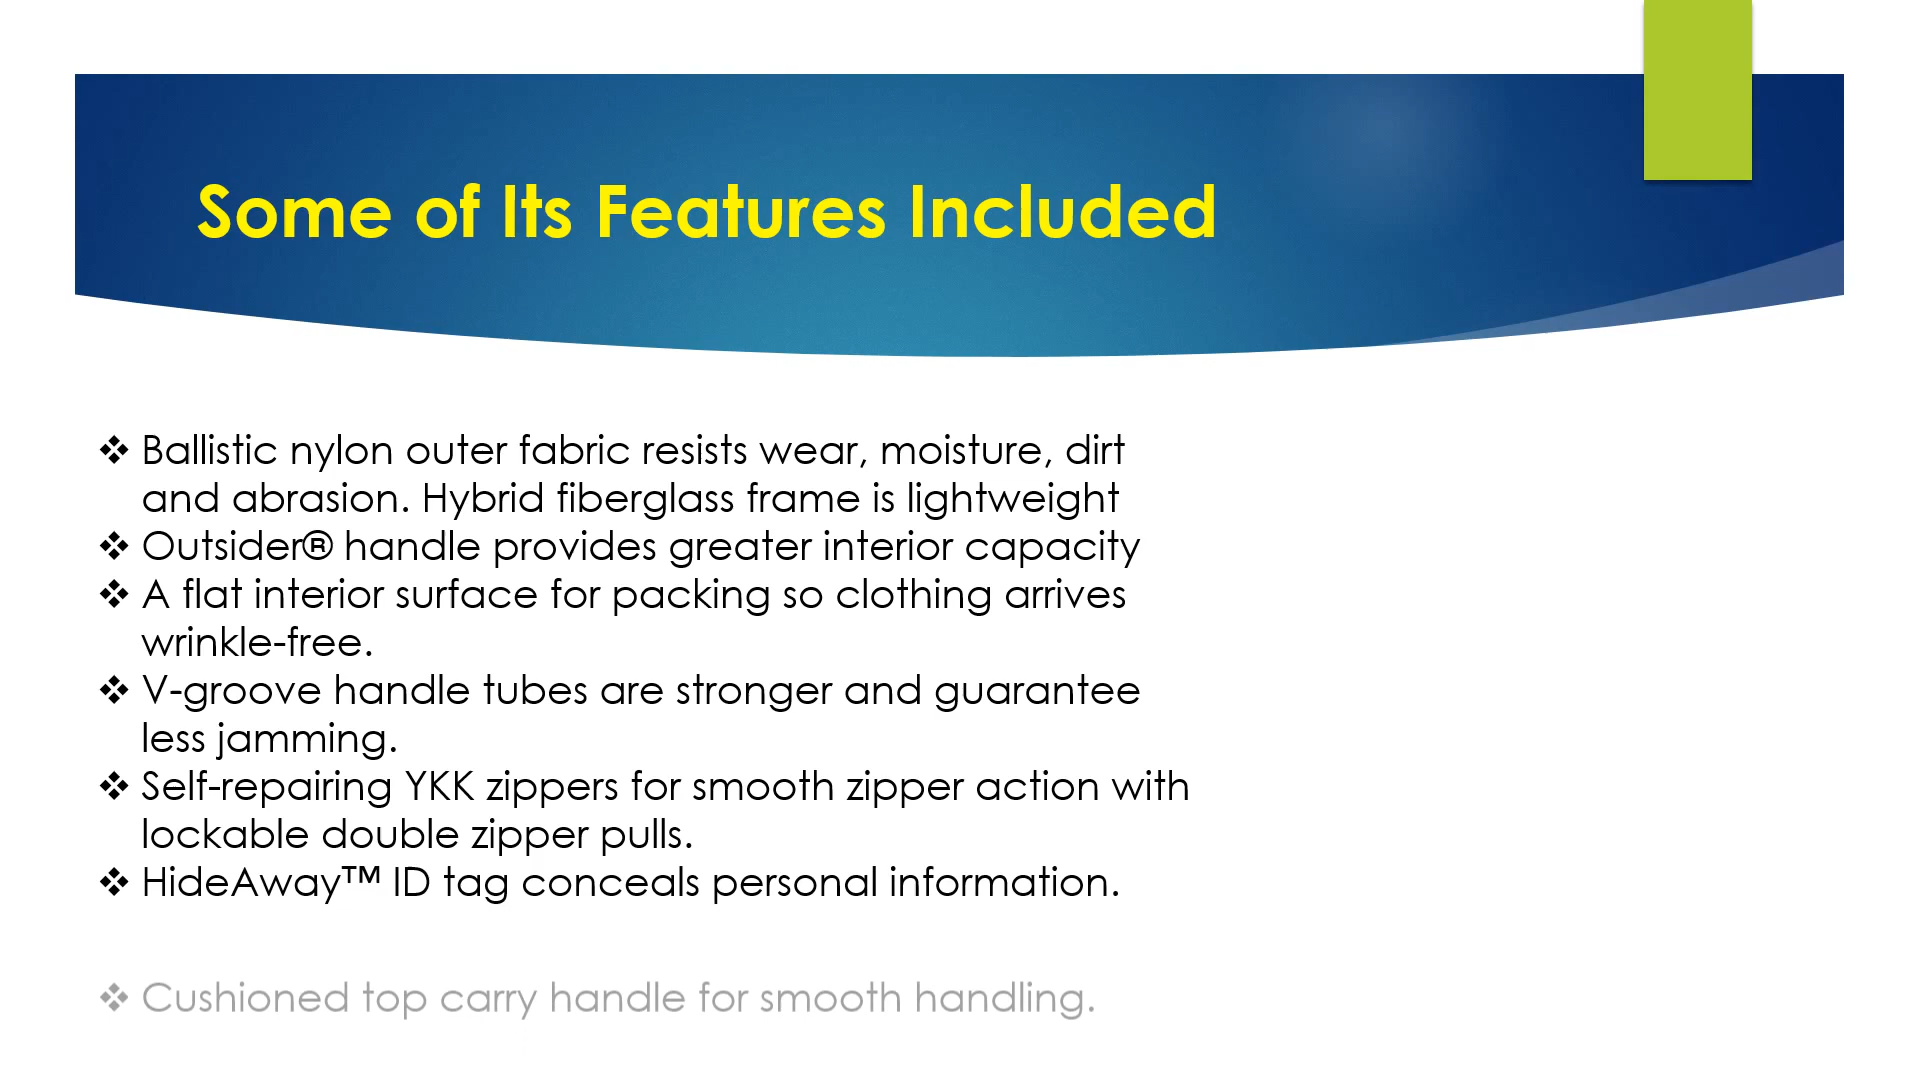 Some of Its Features Included
❖ Ballistic nylon outer fabric resists wear, moisture, dirt
and abrasion. Hybrid fiberglass frame is lightweight
❖ Outsider® handle provides greater interior capacity
❖ A flat interior surface for packing so clothing arrives
wrinkle-free.
❖ V-groove handle tubes are stronger and guarantee
less jamming.
❖ Self-repairing YKK zippers for smooth zipper action with
lockable double zipper pulls.
❖ HideAway™ ID tag conceals personal information.
❖ Cushioned top carry handle for smooth handling.